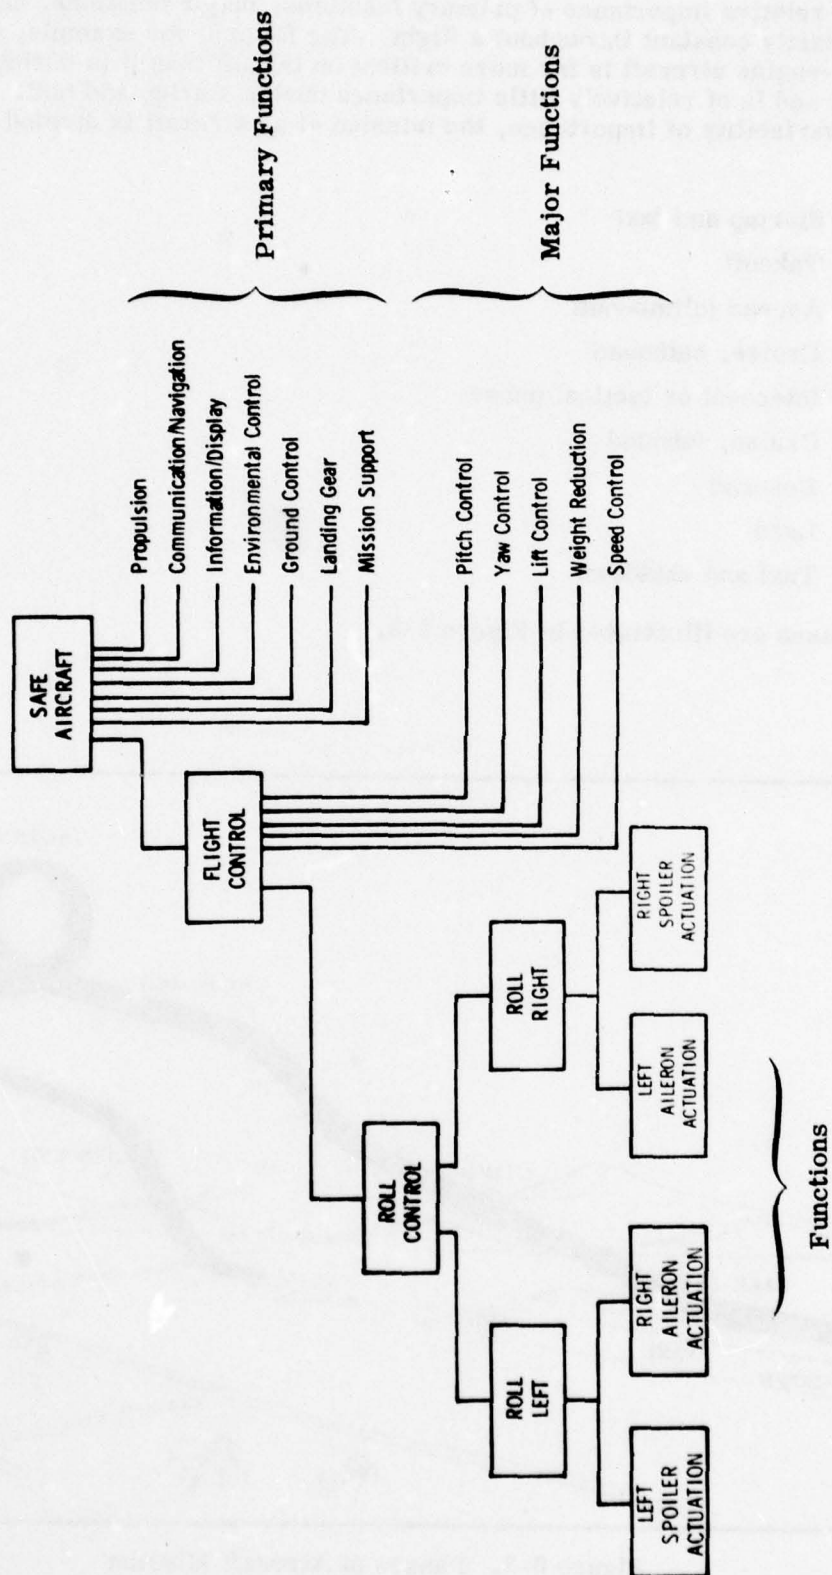 SAFE
AIRCRAFT
Propulsion
Communication/Navigation
Information/Display
Environmental Control
Ground Control
Landing Gear
Mission Support
Primary Functions
FLIGHT
CONTROL
Pitch Control
Yaw Control
Lift Control
Weight Reduction
Speed Control
Major Functions
ROLL
CONTROL
ROLL
LEFT
ROLL
RIGHT
LEFT
SPOILER
ACTUATION
RIGHT
AILERON
ACTUATION
LEFT
AILERON
ACTUATION
RIGHT
SPOILER
ACTUATION
Functions